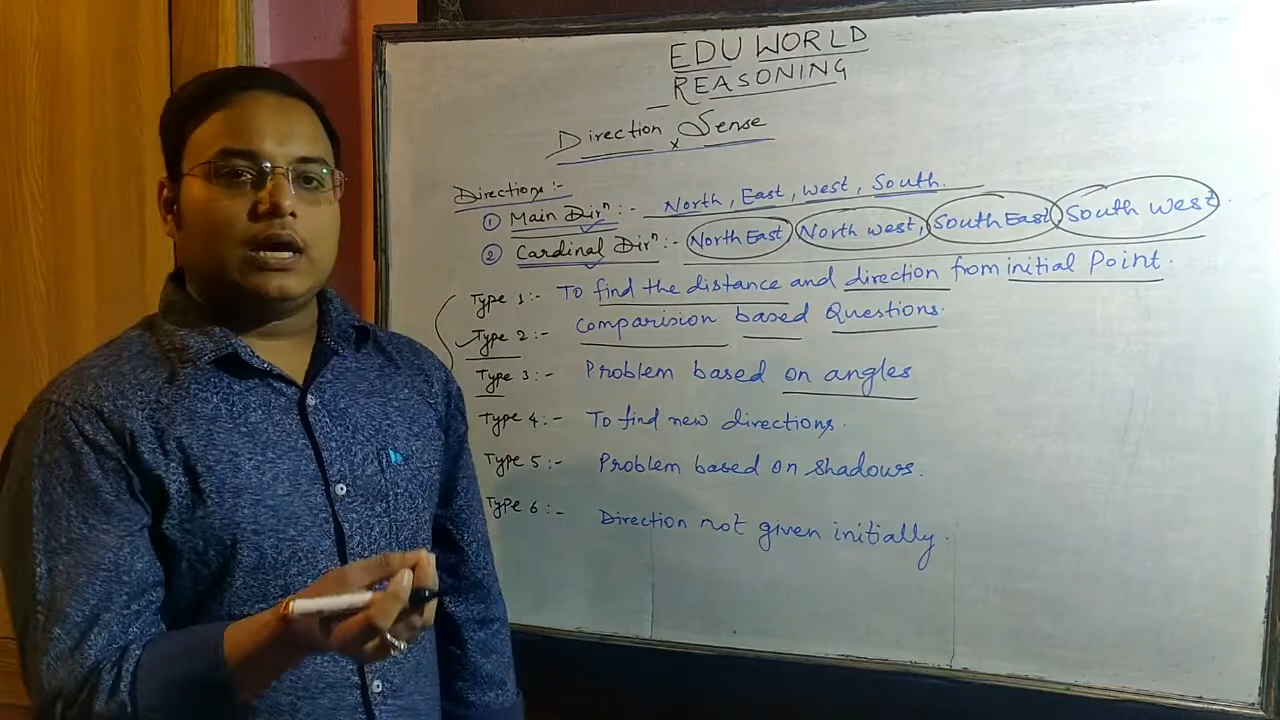 EDU WORLD
REASONING
Direction Sense
Directions :-
① Main Dirⁿ :- North, East, West, South.
② Cardinal Dirⁿ :- North East, North west, South East, South west.
Type 1:- To find the distance and direction from initial Point.
Type 2:- Comparision based Questions.
Type 3:- Problem based on angles
Type 4:- To find new directions.
Type 5:- Problem based on shadows.
Type 6:- Direction not given initially.